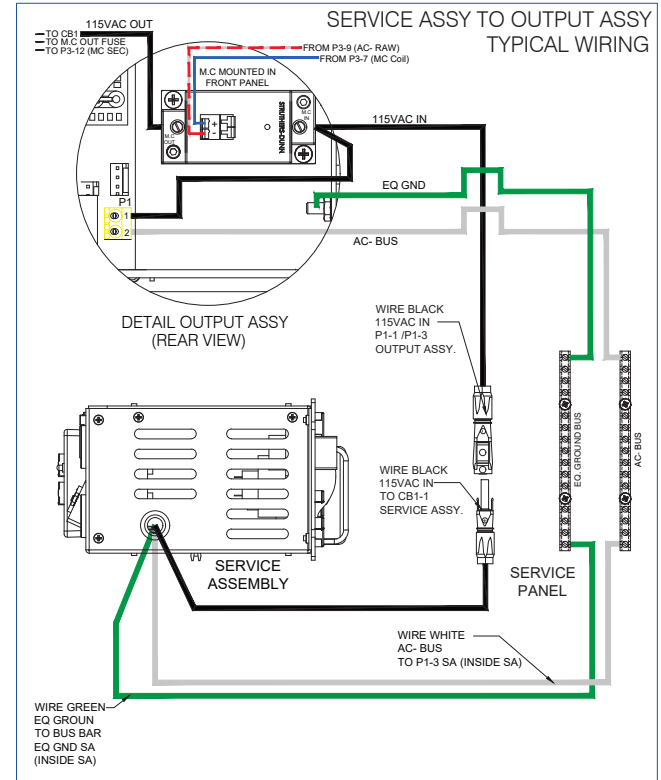 SERVICE ASSY TO OUTPUT ASSY
TYPICAL WIRING
115VAC OUT
TO CB1
TO M.C OUT FUSE
TO P3-12 (MC SEC)
FROM P3-9 (AC- RAW)
FROM P3-7 (MC Coil)
M.C MOUNTED IN
FRONT PANEL
M.C
OUT
STRUTHERS-DUNN.
M.C
IN
+
-
115VAC IN
P1
1
2
EQ GND
AC- BUS
DETAIL OUTPUT ASSY
(REAR VIEW)
WIRE BLACK
115VAC IN
P1-1 /P1-3
OUTPUT ASSY.
WIRE BLACK
115VAC IN
TO CB1-1
SERVICE ASSY.
EQ. GROUND BUS
AC- BUS
SERVICE
ASSEMBLY
SERVICE
PANEL
WIRE WHITE
AC- BUS
TO P1-3 SA (INSIDE SA)
WIRE GREEN
EQ GROUN
TO BUS BAR
EQ GND SA
(INSIDE SA)